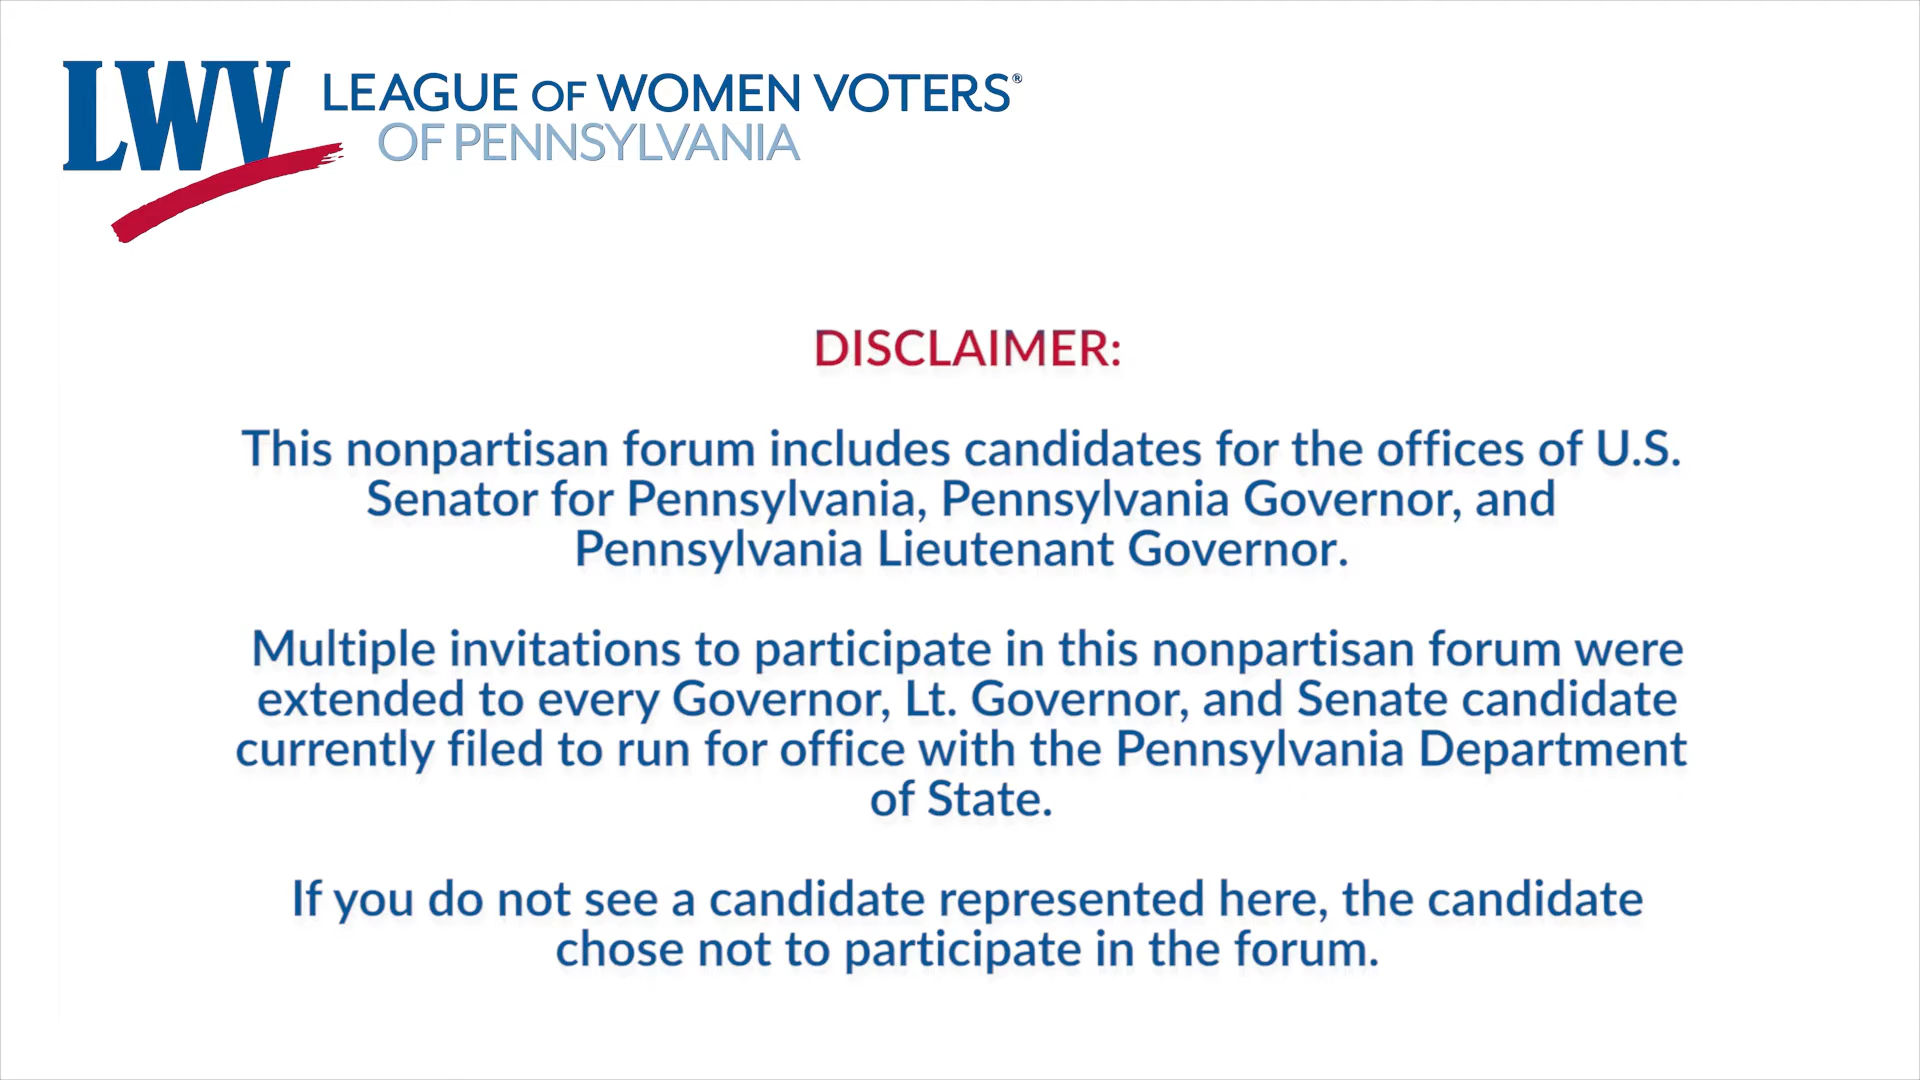 LWV LEAGUE OF WOMEN VOTERS®
OF PENNSYLVANIA
DISCLAIMER:
This nonpartisan forum includes candidates for the offices of U.S.
Senator for Pennsylvania, Pennsylvania Governor, and
Pennsylvania Lieutenant Governor.
Multiple invitations to participate in this nonpartisan forum were
extended to every Governor, Lt. Governor, and Senate candidate
currently filed to run for office with the Pennsylvania Department
of State.
If you do not see a candidate represented here, the candidate
chose not to participate in the forum.